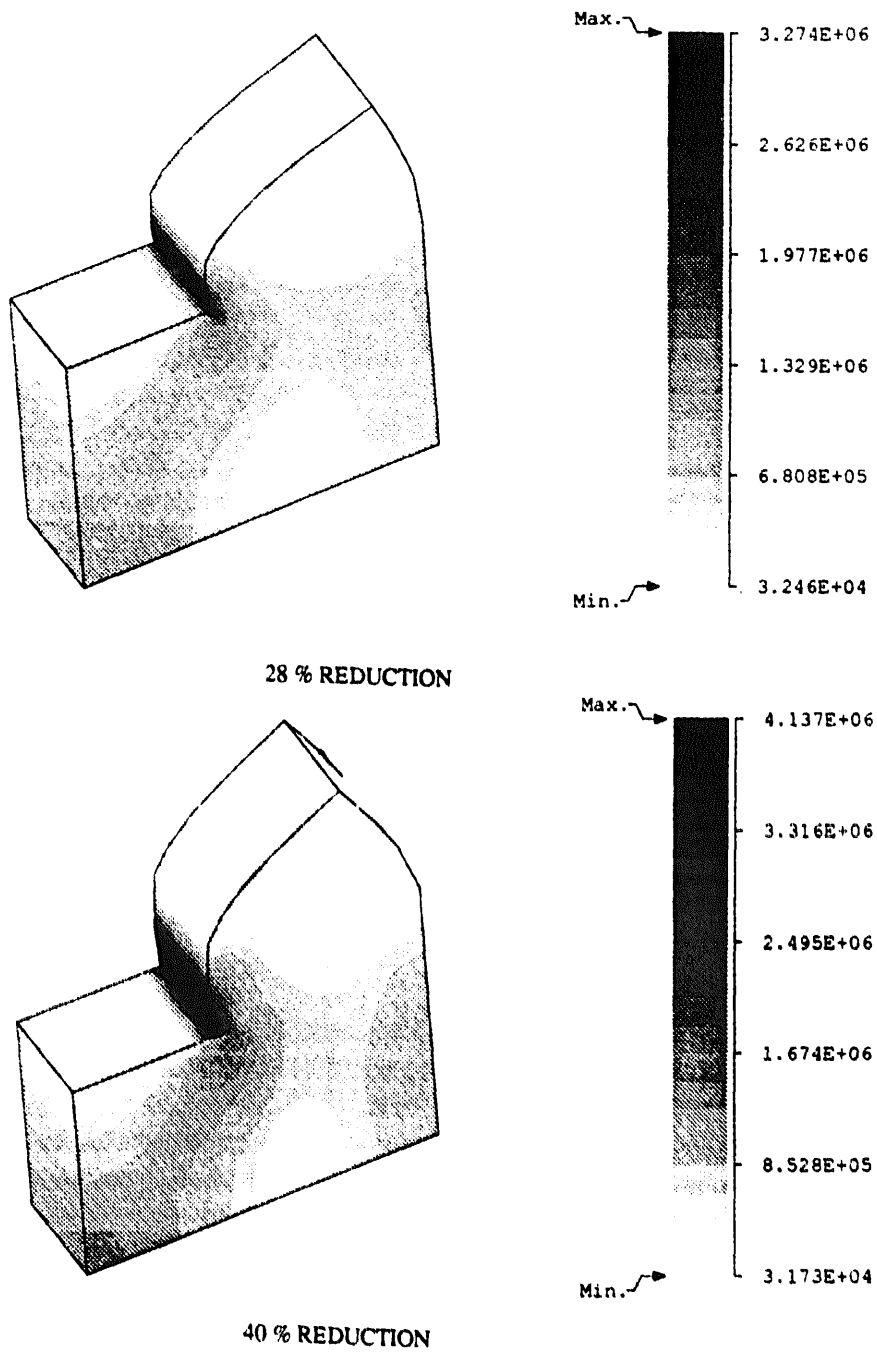 Max.
3.274E+06
2.626E+06
1.977E+06
1.329E+06
6.808E+05
Min.
3.246E+04
28 % REDUCTION
Max.
4.137E+06
3.316E+06
2.495E+06
1.674E+06
8.528E+05
Min.
3.173E+04
40 % REDUCTION